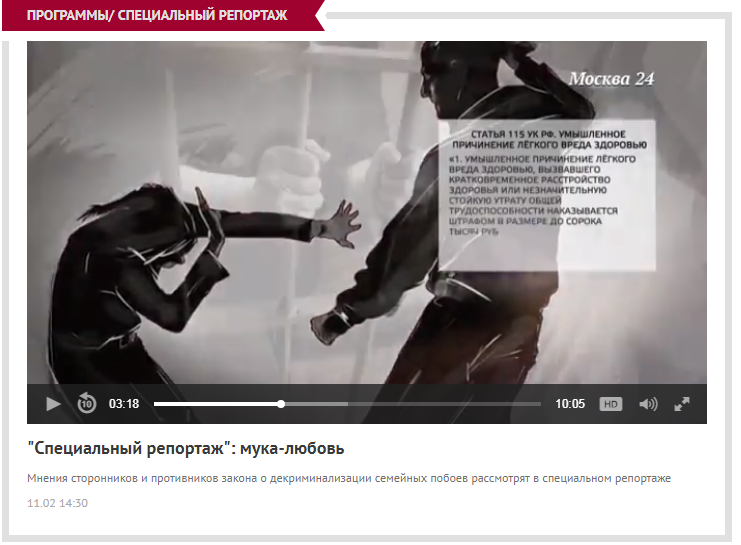 ПРОГРАММЫ/ СПЕЦИАЛЬНЫЙ РЕПОРТАЖ
Москва 24
СТАТЬЯ 115 УК РФ. УМЫШЛЕННОЕ
ПРИЧИНЕНИЕ ЛЁГКОГО ВРЕДА ЗДОРОВЬЮ
«1. УМЫШЛЕННОЕ ПРИЧИНЕНИЕ ЛЁГКОГО
ВРЕДА ЗДОРОВЬЮ, ВЫЗВАВШЕГО
КРАТКОВРЕМЕННОЕ РАССТРОЙСТВО
ЗДОРОВЬЯ ИЛИ НЕЗНАЧИТЕЛЬНУЮ
СТОЙКУЮ УТРАТУ ОБЩЕЙ
ТРУДОСПОСОБНОСТИ НАКАЗЫВАЕТСЯ
ШТРАФОМ В РАЗМЕРЕ ДО СОРОКА
ТЫСЯЧ РУБ
10 03:18 10:05 HD
"Специальный репортаж": мука-любовь
Мнения сторонников и противников закона о декриминализации семейных побоев рассмотрят в специальном репортаже
11.02 14:30